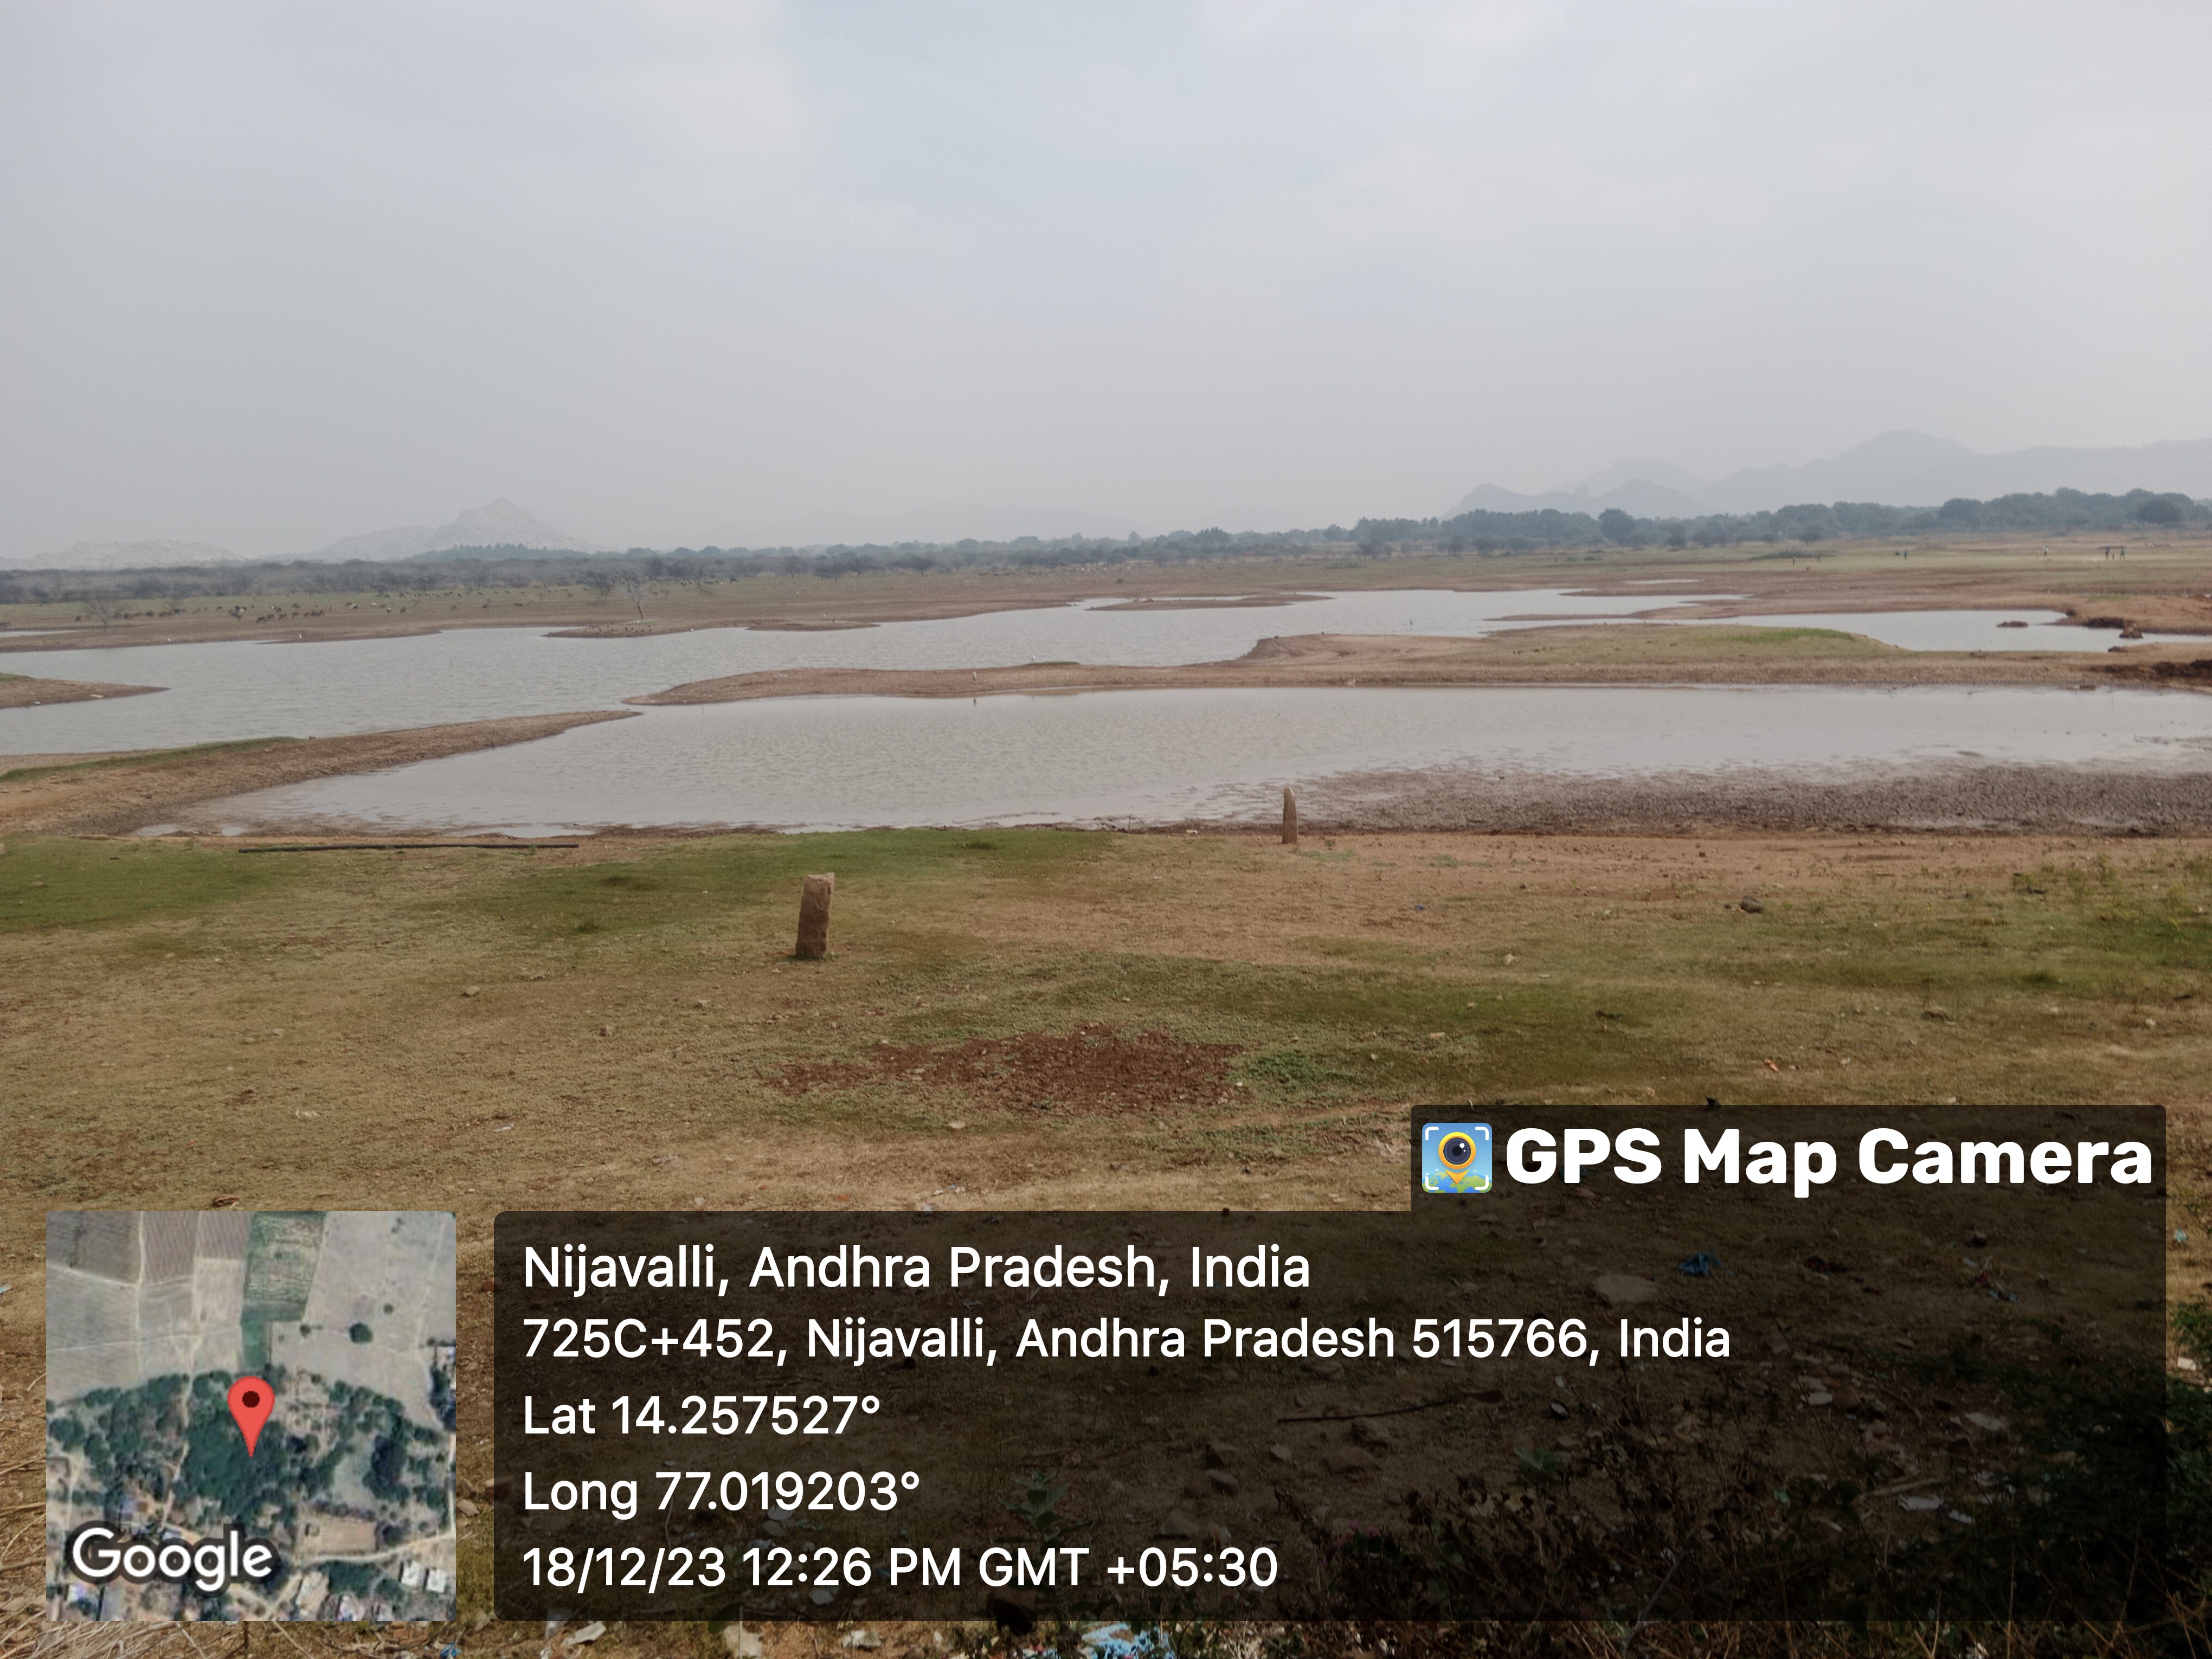 GPS Map Camera
Nijavalli, Andhra Pradesh, India
725C+452, Nijavalli, Andhra Pradesh 515766, India
Lat 14.257527°
Long 77.019203°
18/12/23 12:26 PM GMT +05:30
Google